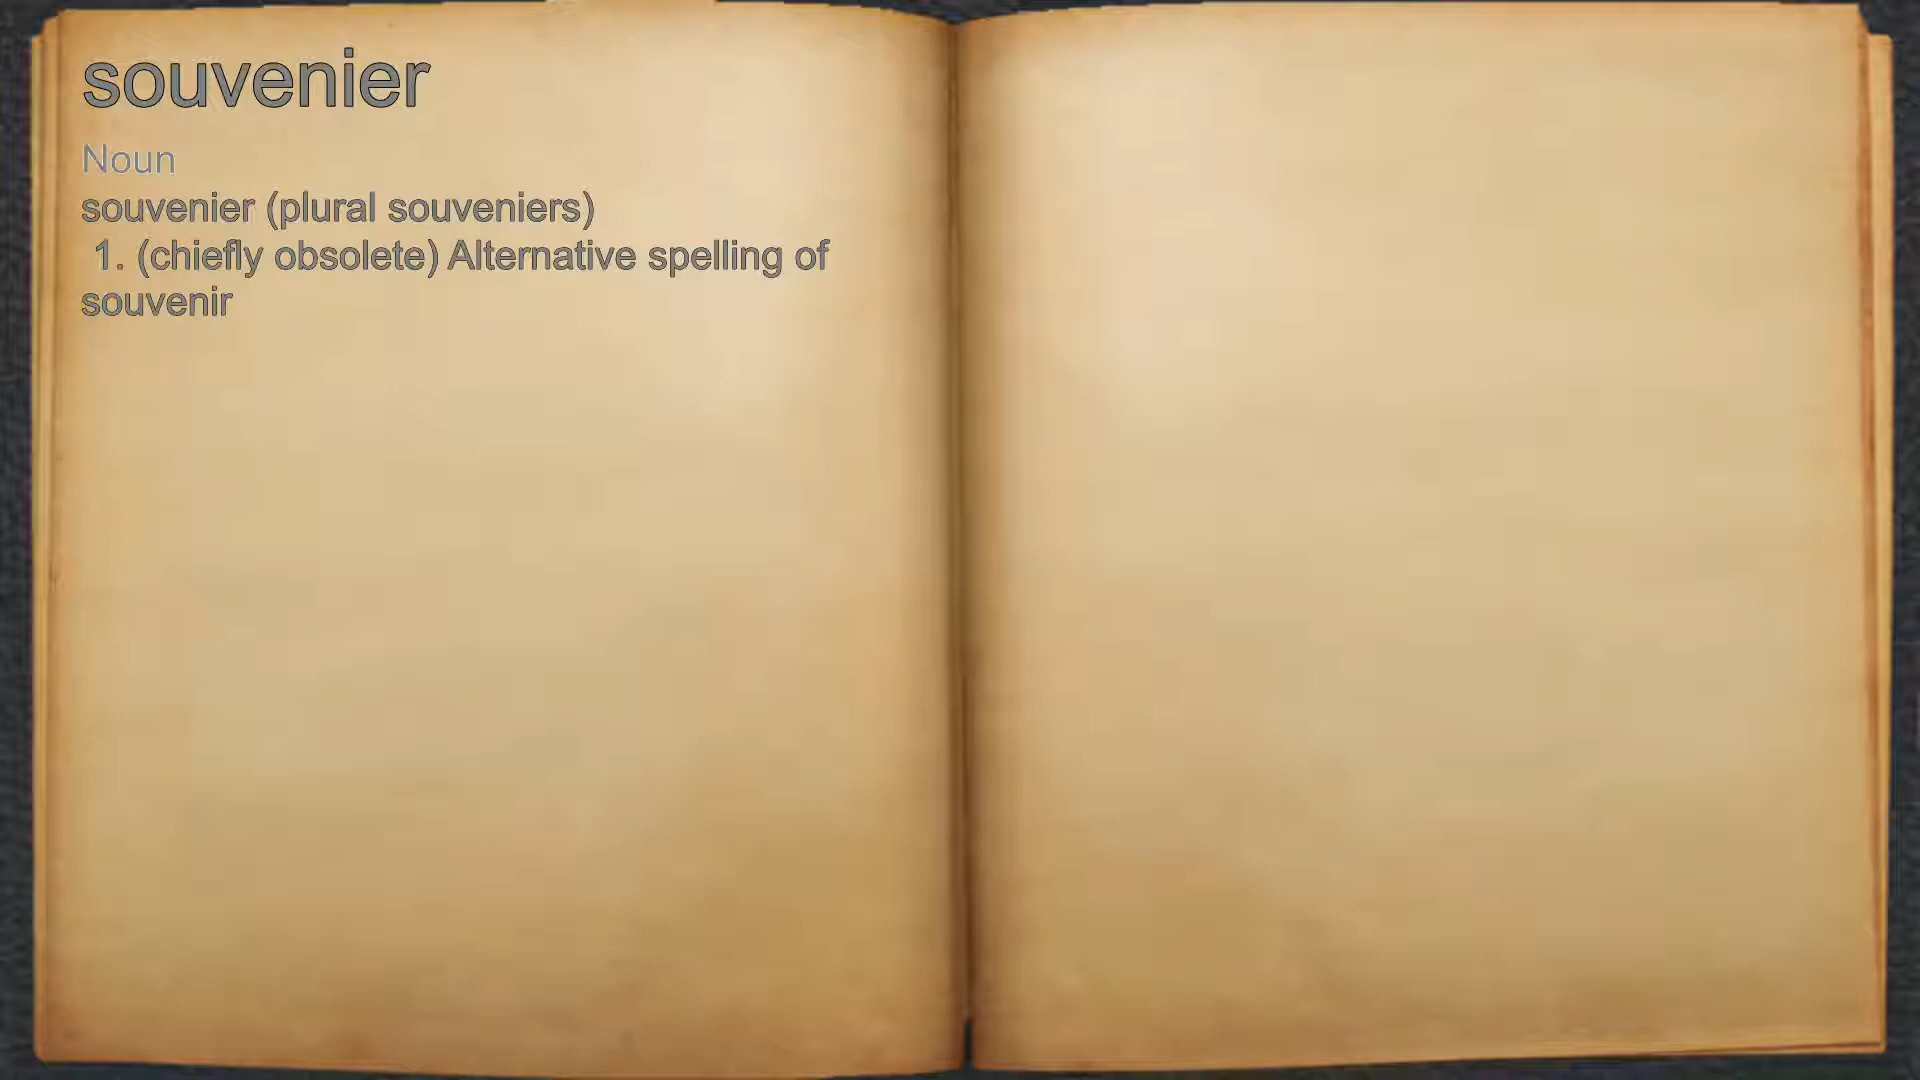 souvenier
Noun
souvenier (plural souveniers)
1. (chiefly obsolete) Alternative spelling of
souvenir